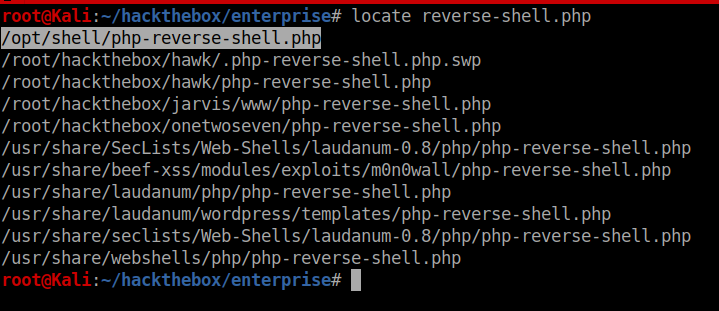 root@Kali:~/hackthebox/enterprise# locate reverse-shell.php
/opt/shell/php-reverse-shell.php
/root/hackthebox/hawk/.php-reverse-shell.php.swp
/root/hackthebox/hawk/php-reverse-shell.php
/root/hackthebox/jarvis/www/php-reverse-shell.php
/root/hackthebox/onetwoseven/php-reverse-shell.php
/usr/share/SecLists/Web-Shells/laudanum-0.8/php/php-reverse-shell.php
/usr/share/beef-xss/modules/exploits/m0n0wall/php-reverse-shell.php
/usr/share/laudanum/php/php-reverse-shell.php
/usr/share/laudanum/wordpress/templates/php-reverse-shell.php
/usr/share/seclists/Web-Shells/laudanum-0.8/php/php-reverse-shell.php
/usr/share/webshells/php/php-reverse-shell.php
root@Kali:~/hackthebox/enterprise#